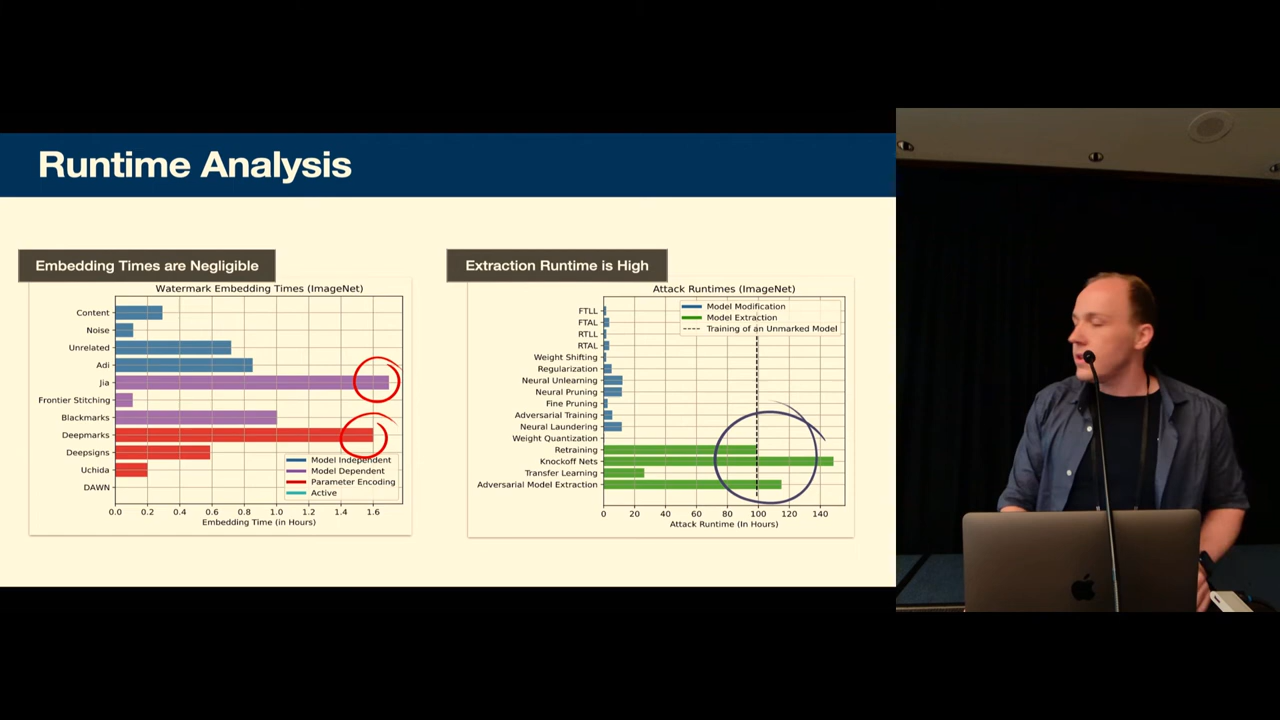 Runtime Analysis
Embedding Times are Negligible
Watermark Embedding Times (ImageNet)
Content
Noise
Unrelated
Adi
Jia
Frontier Stitching
Blackmarks
Deepmarks
Deepsigns
Uchida
DAWN
Model Independent
Model Dependent
Parameter Encoding
Active
0.0 0.2 0.4 0.6 0.8 1.0 1.2 1.4 1.6
Embedding Time (in Hours)
Extraction Runtime is High
Attack Runtimes (ImageNet)
Model Modification
Model Extraction
Training of an Unmarked Model
FTLL
FTAL
RTLL
RTAL
Weight Shifting
Regularization
Neural Unlearning
Neural Pruning
Fine Pruning
Adversarial Training
Neural Laundering
Weight Quantization
Retraining
Knockoff Nets
Transfer Learning
Adversarial Model Extraction
0 20 40 60 80 100 120 140
Attack Runtime (In Hours)